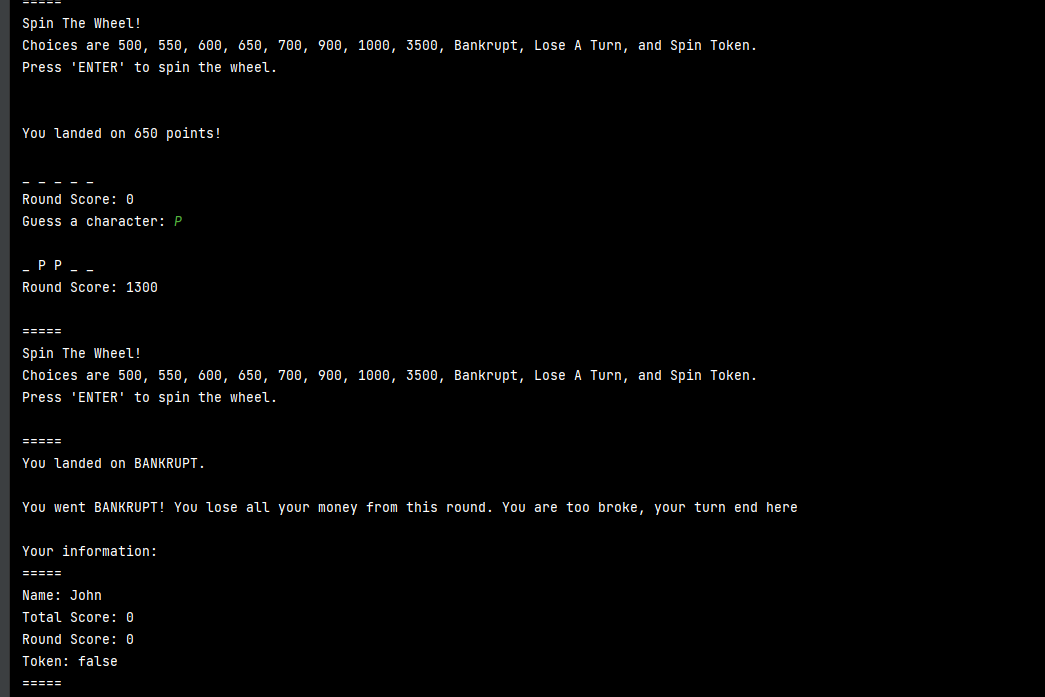 =====
Spin The Wheel!
Choices are 500, 550, 600, 650, 700, 900, 1000, 3500, Bankrupt, Lose A Turn, and Spin Token.
Press 'ENTER' to spin the wheel.
You landed on 650 points!
_ _ _ _ _
Round Score: 0
Guess a character: P
_ P P _ _
Round Score: 1300
=====
Spin The Wheel!
Choices are 500, 550, 600, 650, 700, 900, 1000, 3500, Bankrupt, Lose A Turn, and Spin Token.
Press 'ENTER' to spin the wheel.
=====
You landed on BANKRUPT.
You went BANKRUPT! You lose all your money from this round. You are too broke, your turn end here
Your information:
=====
Name: John
Total Score: 0
Round Score: 0
Token: false
=====